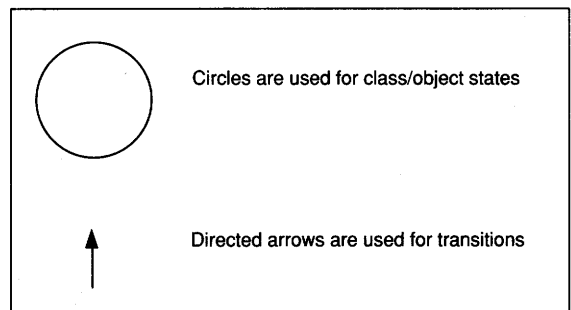 Circles are used for class/object states
Directed arrows are used for transitions